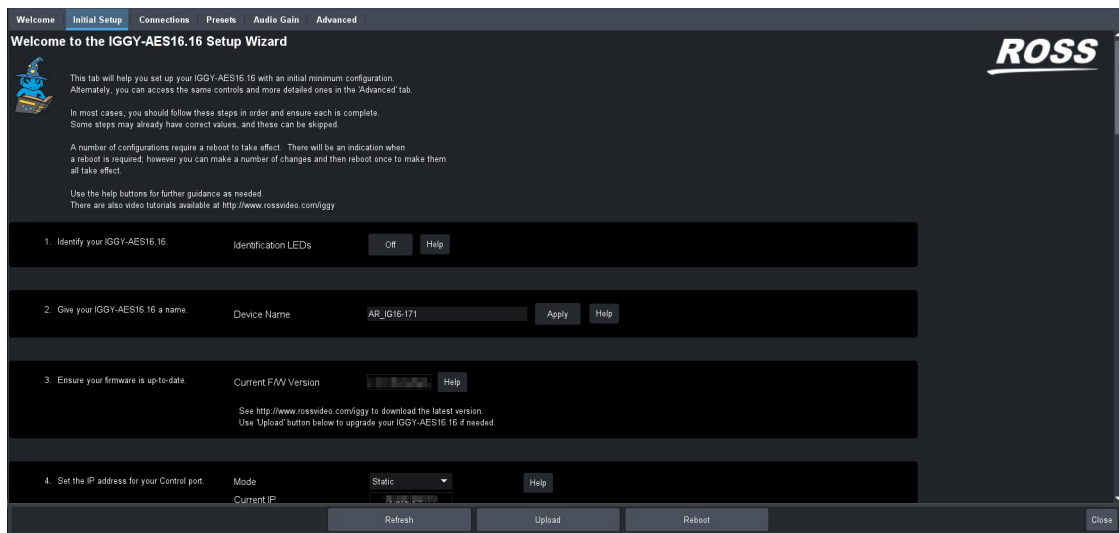 Welcome Initial Setup Connections Presets Audio Gain Advanced
Welcome to the IGGY-AES16.16 Setup Wizard
ROSS
This tab will help you set up your IGGY-AES16.16 with an initial minimum configuration.
Alternately, you can access the same controls and more detailed ones in the 'Advanced' tab.
In most cases, you should follow these steps in order and ensure each is complete.
Some steps may already have correct values, and these can be skipped.
A number of configurations require a reboot to take effect. There will be an indication when
a reboot is required; however you can make a number of changes and then reboot once to make them
all take effect.
Use the help buttons for further guidance as needed.
There are also video tutorials available at http://www.rossvideo.com/iggy
1. Identify your IGGY-AES16.16. Identification LEDs Off Help
2. Give your IGGY-AES16.16 a name. Device Name AR_IG16-171 Apply Help
3. Ensure your firmware is up-to-date. Current F/W Version Help
See http://www.rossvideo.com/iggy to download the latest version.
Use 'Upload' button below to upgrade your IGGY-AES16.16 if needed.
4. Set the IP address for your Control port. Mode Static Help
Current IP
Refresh Upload Reboot Close